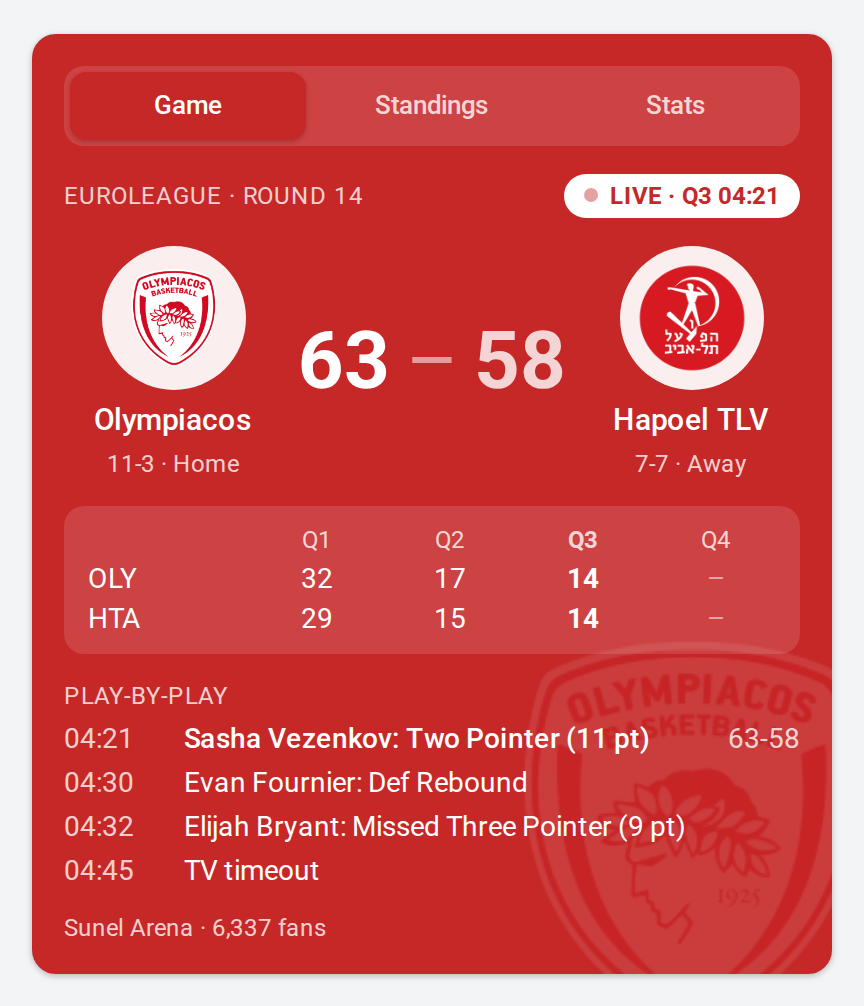 Game Standings Stats
EUROLEAGUE · ROUND 14 LIVE · Q3 04:21
OLYMPIACOS
BASKETBALL
1925
הפועל
תל-אביב
63 – 58
Olympiacos Hapoel TLV
11-3 · Home 7-7 · Away
Q1 Q2 Q3 Q4
OLY 32 17 14 –
HTA 29 15 14 –
OLYMPIACOS
BASKETBALL
1925
PLAY-BY-PLAY
04:21 Sasha Vezenkov: Two Pointer (11 pt) 63-58
04:30 Evan Fournier: Def Rebound
04:32 Elijah Bryant: Missed Three Pointer (9 pt)
04:45 TV timeout
Sunel Arena · 6,337 fans